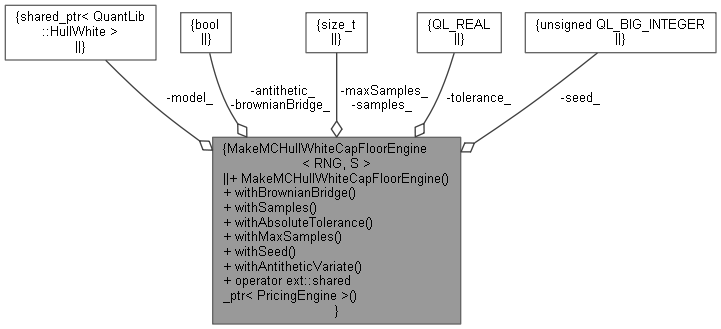 {shared_ptr< QuantLib
::HullWhite >
||}
{bool
||}
{size_t
||}
{QL_REAL
||}
{unsigned QL_BIG_INTEGER
||}
-model_
-antithetic_
-brownianBridge_
-maxSamples_
-samples_
-tolerance_
-seed_
{MakeMCHullWhiteCapFloorEngine
< RNG, S >
||+ MakeMCHullWhiteCapFloorEngine()
+ withBrownianBridge()
+ withSamples()
+ withAbsoluteTolerance()
+ withMaxSamples()
+ withSeed()
+ withAntitheticVariate()
+ operator ext::shared
_ptr< PricingEngine >()
}